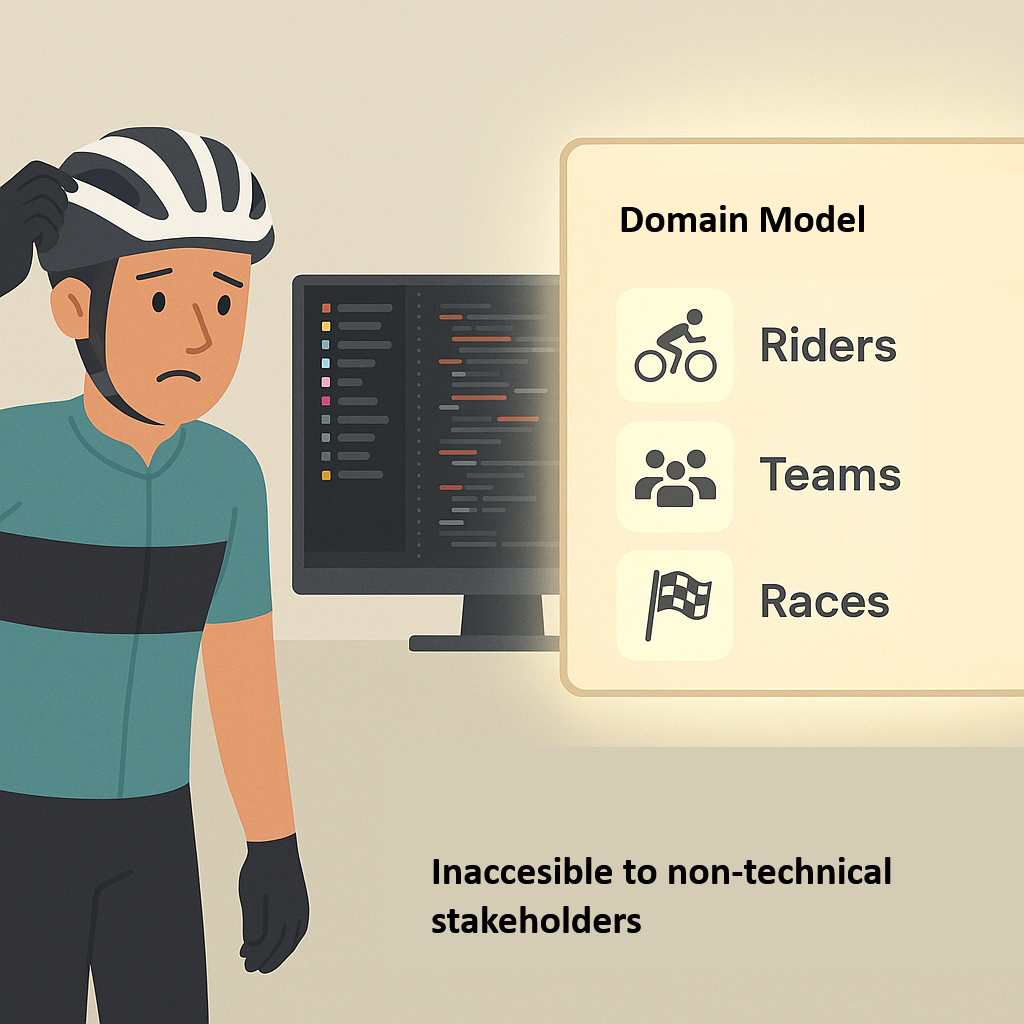 Domain Model
Riders
Teams
Races
Inaccesible to non-technical
stakeholders